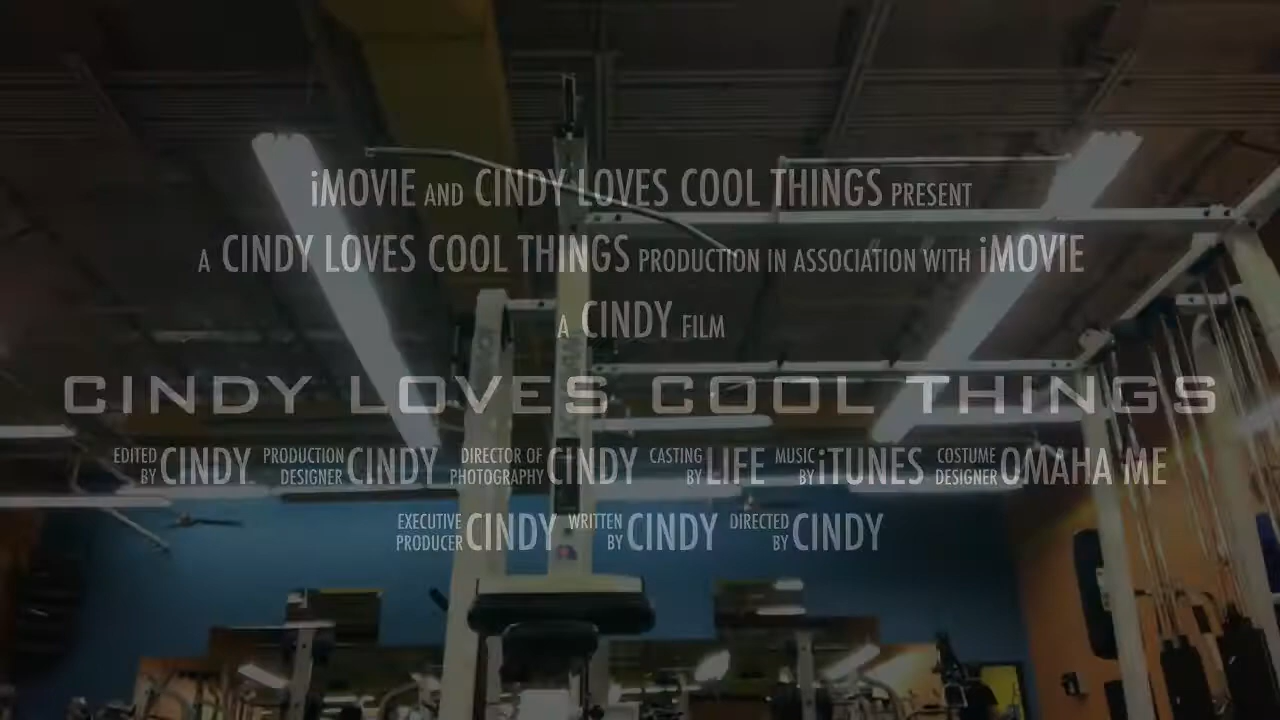 iMOVIE AND CINDY LOVES COOL THINGS PRESENT
A CINDY LOVES COOL THINGS PRODUCTION IN ASSOCIATION WITH iMOVIE
A CINDY FILM
CINDY LOVES COOL THINGS
EDITED BY CINDY PRODUCTION DESIGNER CINDY DIRECTOR OF PHOTOGRAPHY CINDY CASTING BY LIFE MUSIC BY iTUNES COSTUME DESIGNER OMAHA ME
EXECUTIVE PRODUCER CINDY WRITTEN BY CINDY DIRECTED BY CINDY